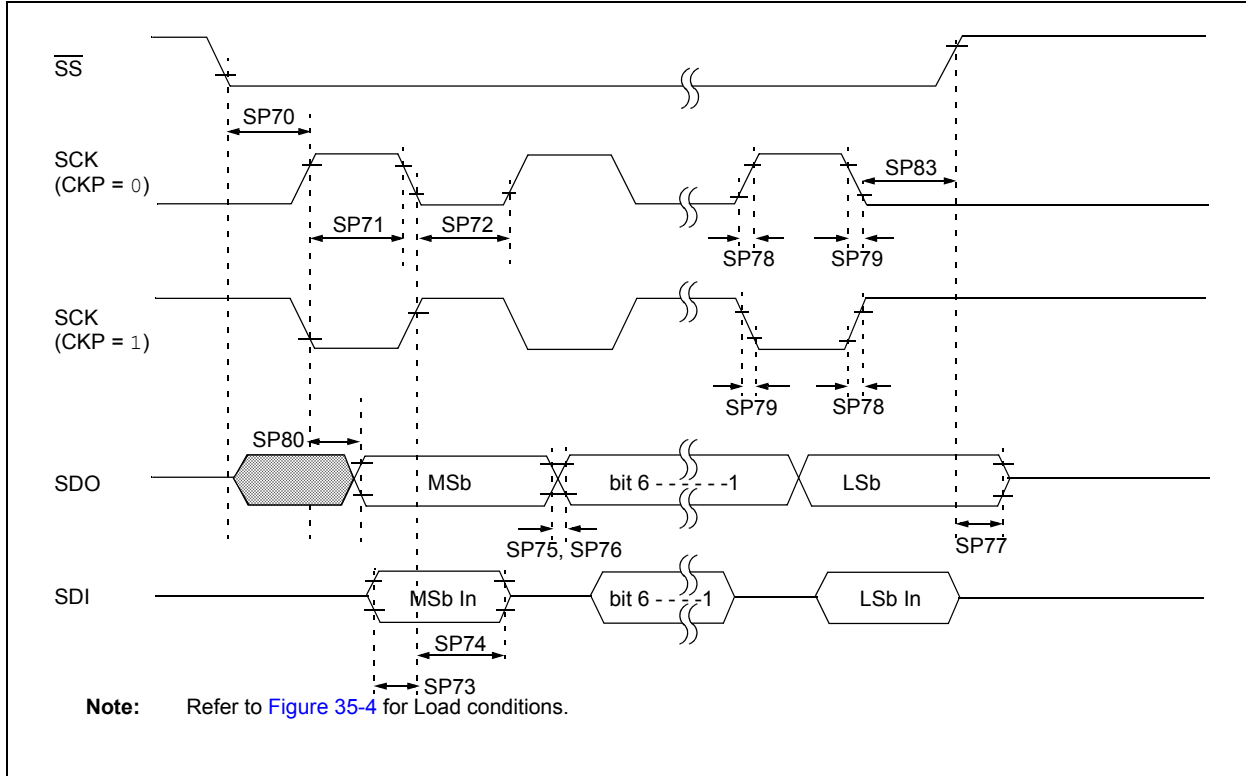 SS
SP70
SCK
(CKP = 0)
SP83
SP71
SP72
SP78
SP79
SCK
(CKP = 1)
SP79
SP78
SP80
SDO
MSb
bit 6 - - - - - -1
LSb
SP75, SP76
SP77
SDI
MSb In
bit 6 - - - -1
LSb In
SP74
SP73
Note: Refer to Figure 35-4 for Load conditions.